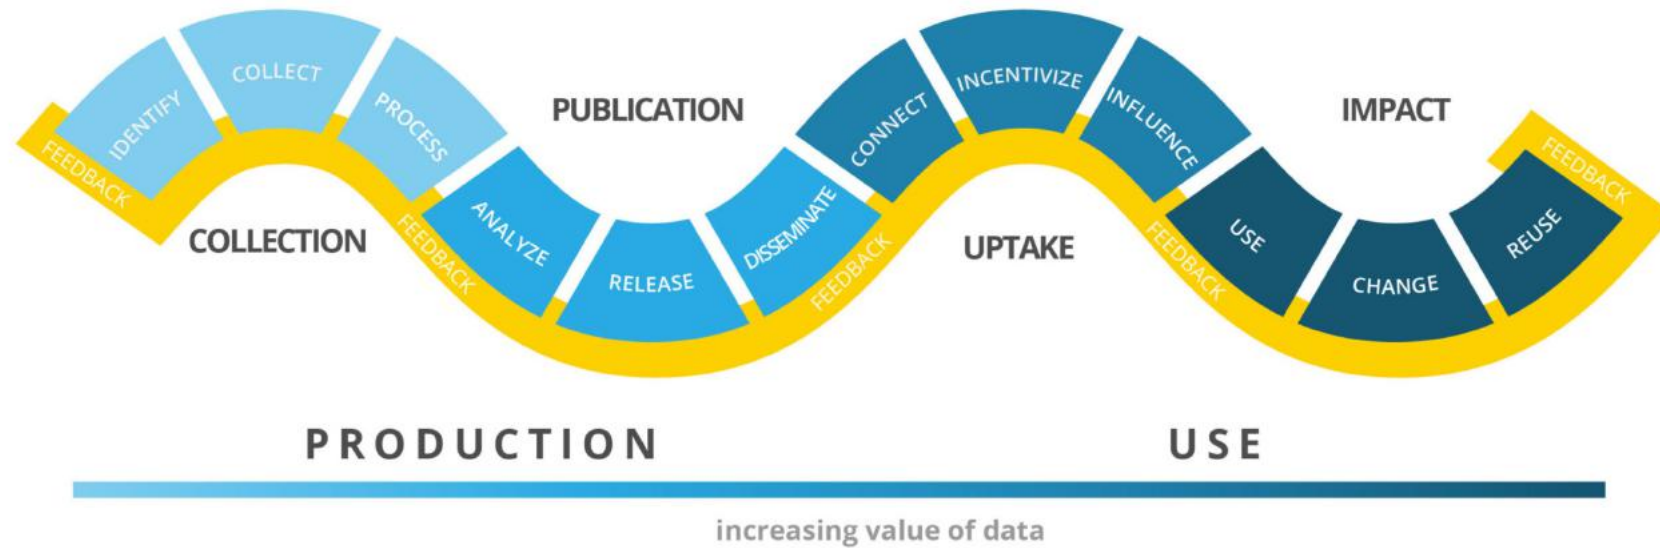 IDENTIFY
COLLECT
PROCESS
FEEDBACK
COLLECTION
PUBLICATION
ANALYZE
RELEASE
DISSEMINATE
FEEDBACK
FEEDBACK
CONNECT
INCENTIVIZE
INFLUENCE
UPTAKE
IMPACT
USE
CHANGE
REUSE
FEEDBACK
FEEDBACK
PRODUCTION
USE
increasing value of data